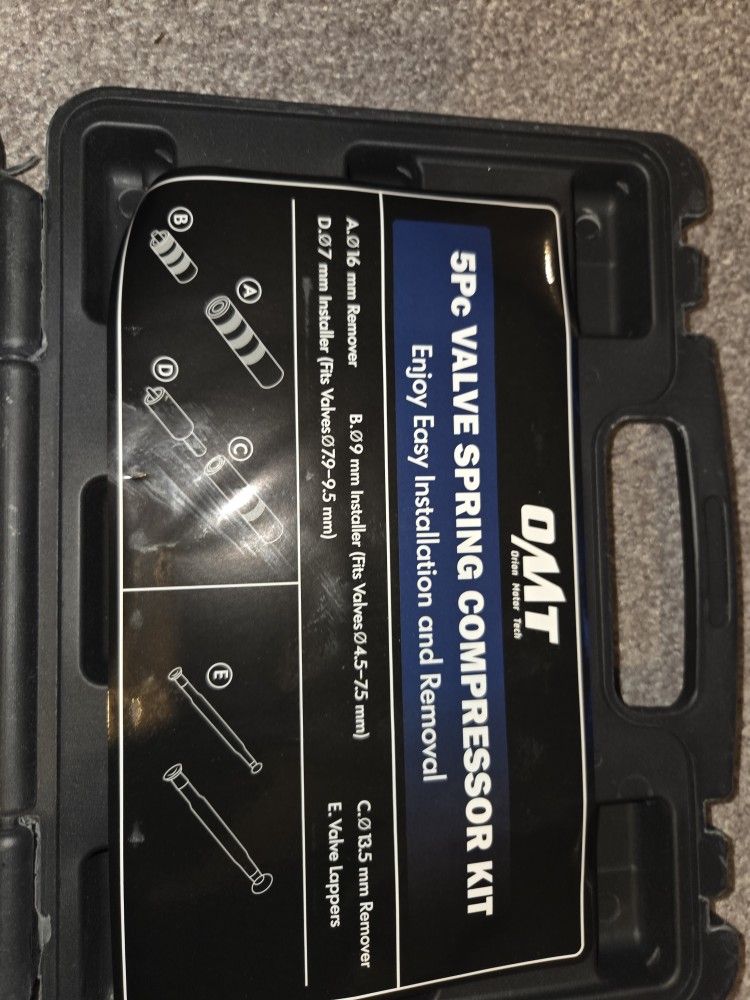 OMT
Orion Motor Tech
5Pc VALVE SPRING COMPRESSOR KIT
Enjoy Easy Installation and Removal
A.Ø16 mm Remover B.Ø9 mm Installer (Fits Valves Ø4.5-7.5 mm) C.Ø13.5 mm Remover
D.Ø7 mm Installer (Fits Valves Ø7.9-9.5 mm) E. Valve Lappers
A
B
C
D
E